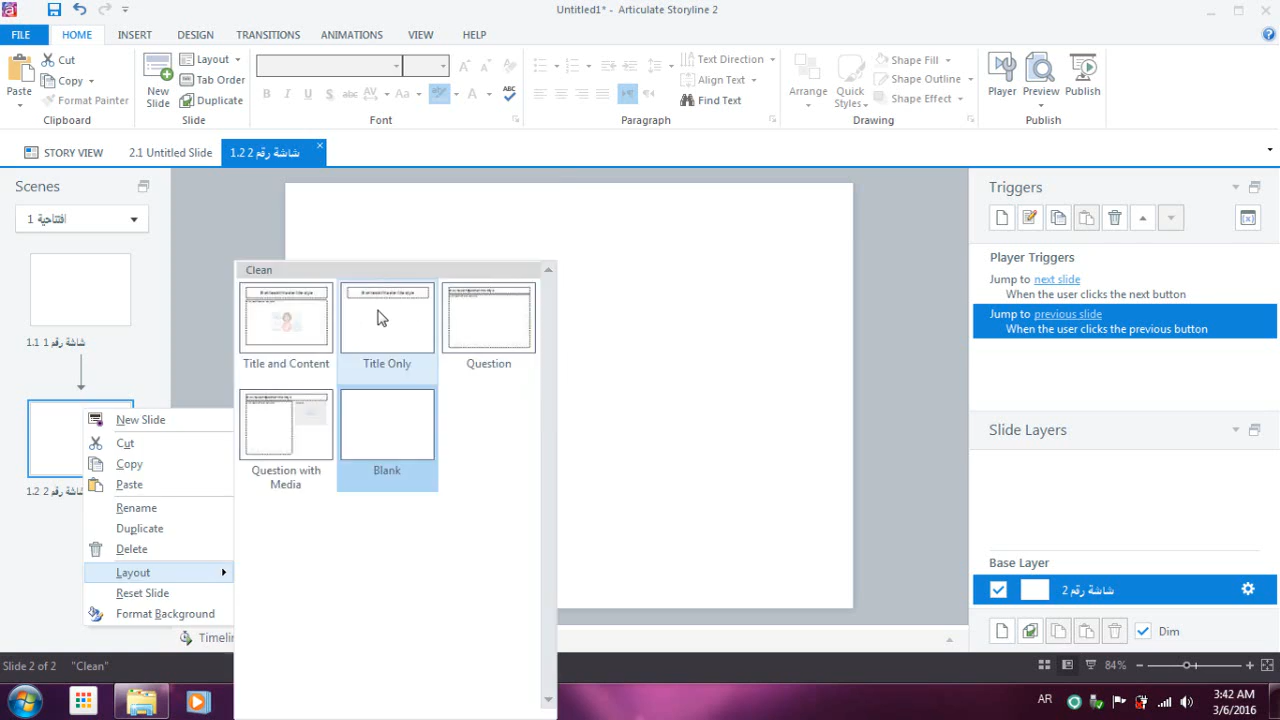 Untitled1* - Articulate Storyline 2
FILE HOME INSERT DESIGN TRANSITIONS ANIMATIONS VIEW HELP
Paste
Cut
Copy
Format Painter
Clipboard
New Slide
Layout
Tab Order
Duplicate
Slide
B I U S abc AV Aa A ABC
Font
Text Direction
Align Text
Find Text
Paragraph
Arrange
Quick Styles
Shape Fill
Shape Outline
Shape Effect
Drawing
Player
Preview
Publish
Publish
STORY VIEW
2.1 Untitled Slide
1.2 شاشة رقم 2
Scenes
1 افتتاحية
1.1 شاشة رقم 1
New Slide
Cut
Copy
Paste
Rename
Duplicate
Delete
Layout
Reset Slide
Format Background
Clean
Title and Content
Title Only
Question
Question with Media
Blank
Triggers
Player Triggers
Jump to next slide
When the user clicks the next button
Jump to previous slide
When the user clicks the previous button
Slide Layers
Base Layer
شاشة رقم 2
Dim
Slide 2 of 2 "Clean"
84%
AR
3:42 AM
3/6/2016